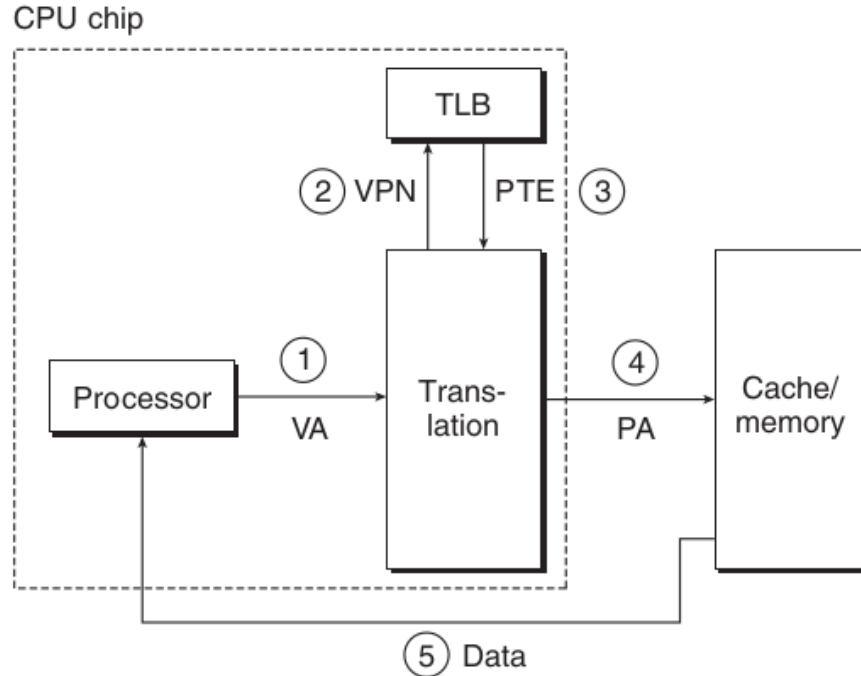 CPU chip
TLB
2 VPN
PTE 3
1
Processor
VA
Trans-
lation
4
PA
Cache/
memory
5 Data